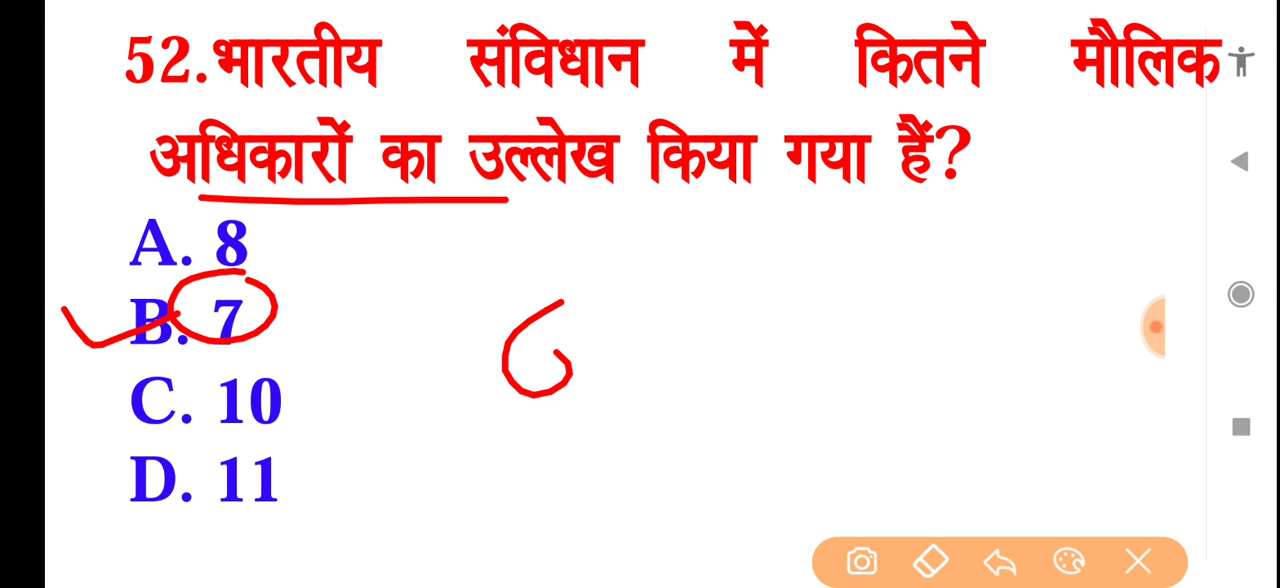 52.भारतीय संविधान में कितने मौलिक
अधिकारों का उल्लेख किया गया हैं?
A. 8
B. 7
6
C. 10
D. 11